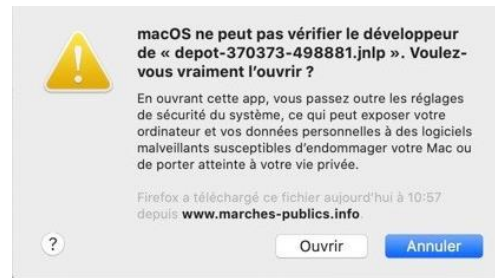 macOS ne peut pas vérifier le développeur
de « depot-370373-498881.jnlp ». Voulez-
vous vraiment l'ouvrir ?
En ouvrant cette app, vous passez outre les réglages
de sécurité du système, ce qui peut exposer votre
ordinateur et vos données personnelles à des logiciels
malveillants susceptibles d'endommager votre Mac ou
de porter atteinte à votre vie privée.
Firefox a téléchargé ce fichier aujourd'hui à 10:57
depuis www.marches-publics.info.
? Ouvrir Annuler